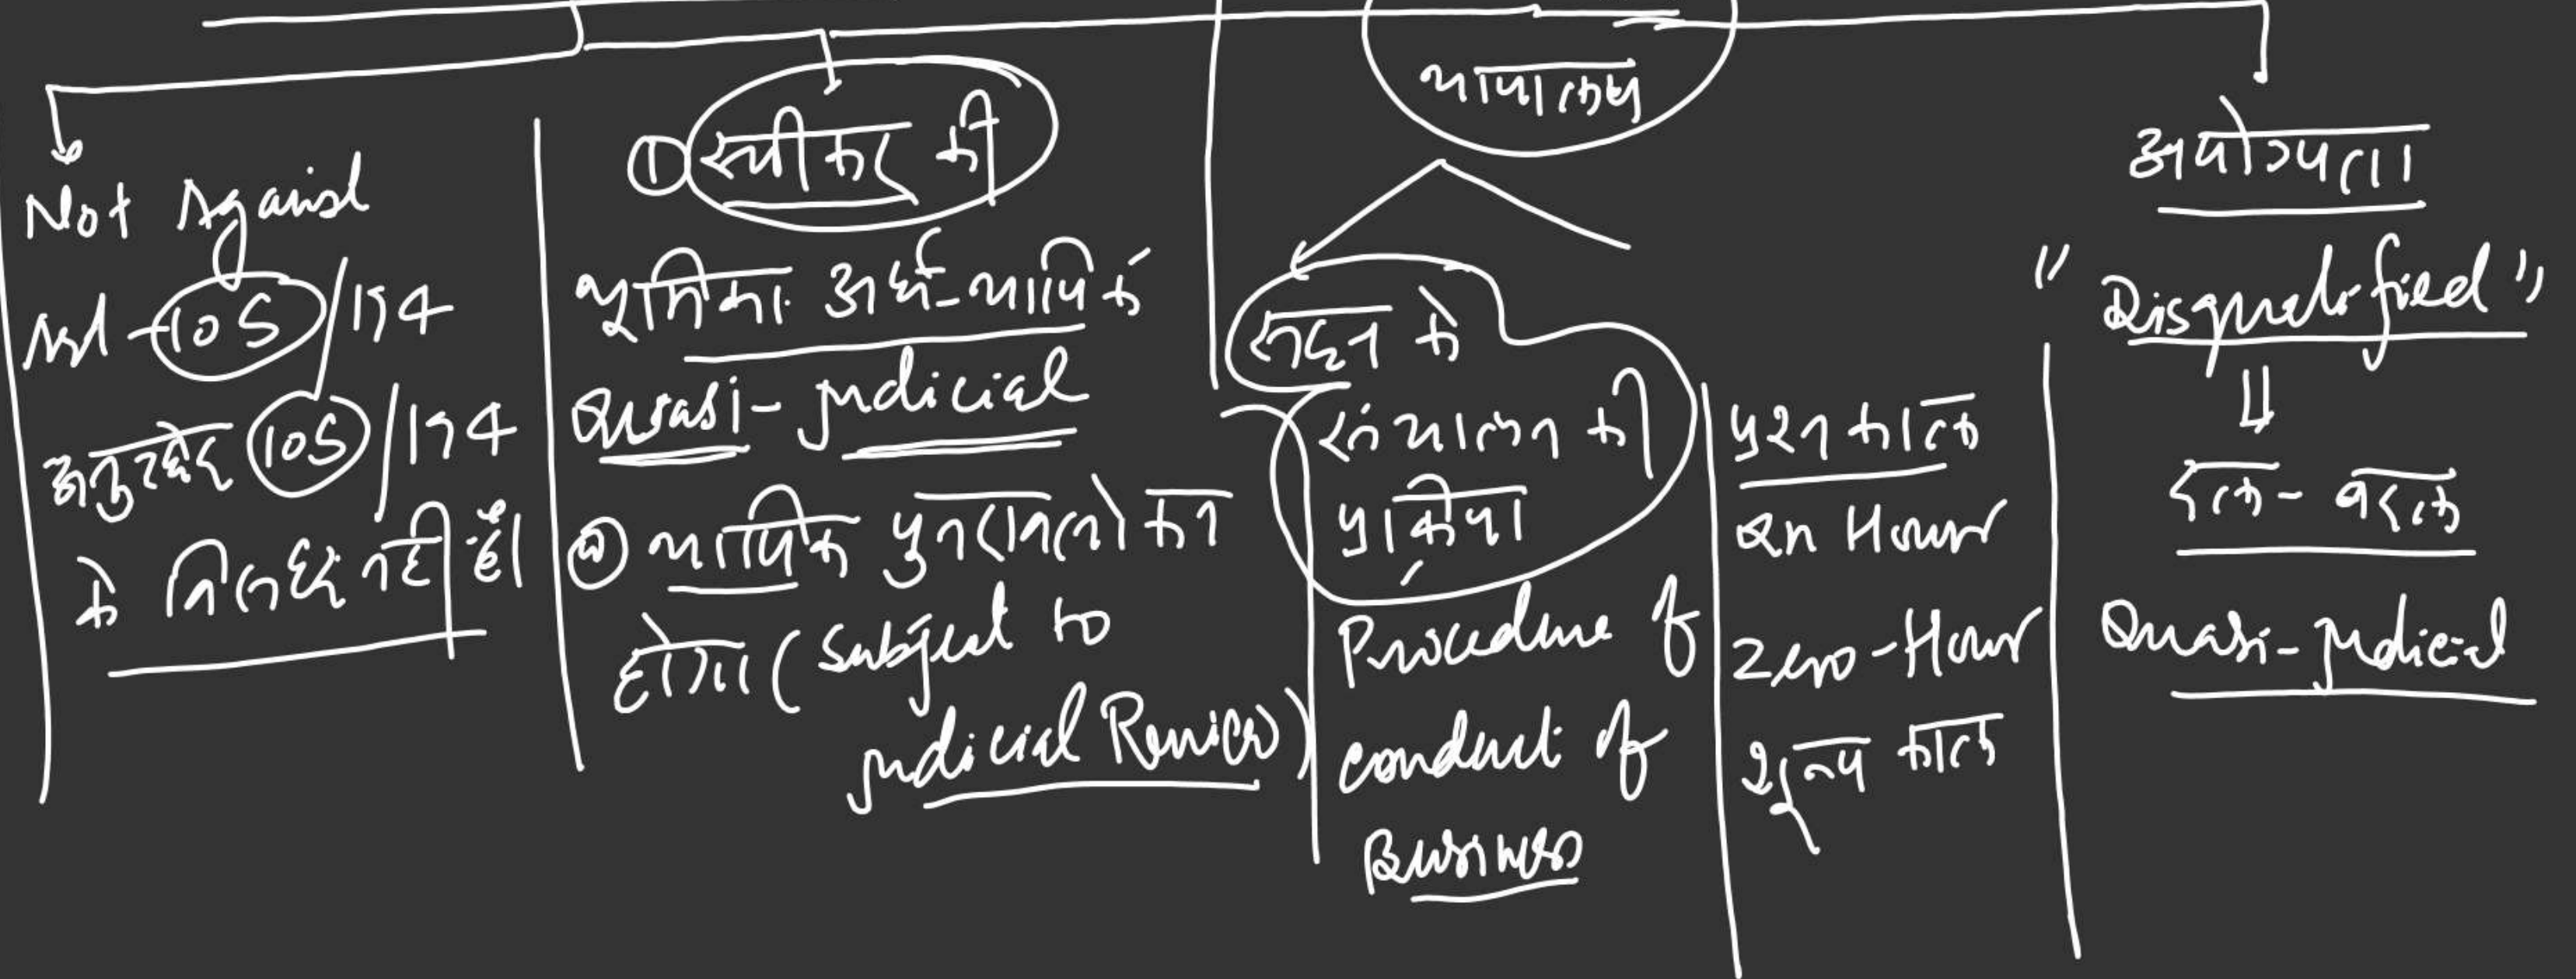 Not Against
Art - 105/194
अनुच्छेद 105/194
के विरुद्ध नहीं है।
① स्पीकर की
भूमिका अर्ध-न्यायिक
Quasi-judicial
② न्यायिक पुनरावलोकन
होगा (Subject to
judicial Review)
न्यायालय
सदन के
संचालन की
प्रक्रिया
Procedure of
conduct of
Business
प्रश्न काल
Qn Hour
Zero-Hour
शून्य काल
अयोग्यता
"Disqualified"
दल-बदल
Quasi-judicial